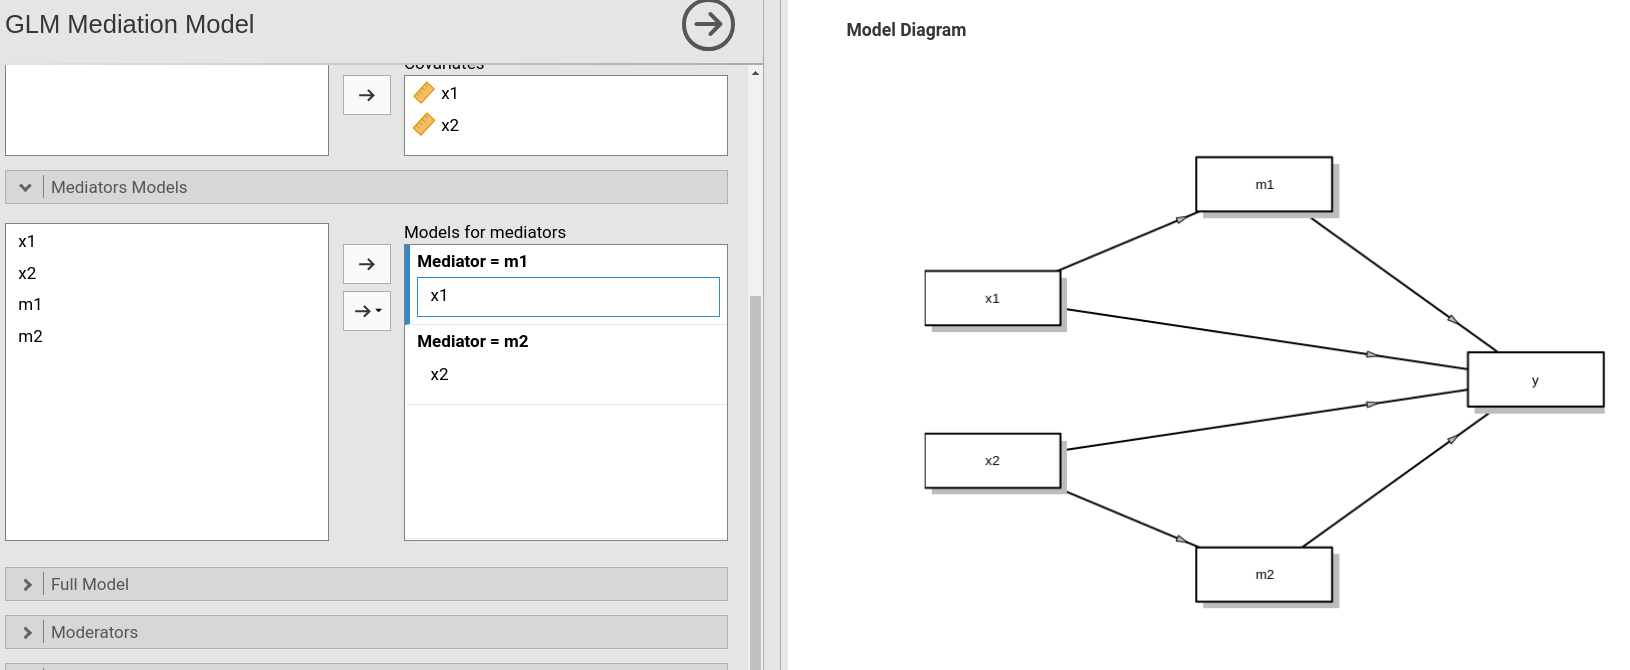 GLM Mediation Model
Covariates
x1
x2
Mediators Models
x1
x2
m1
m2
Models for mediators
Mediator = m1
x1
Mediator = m2
x2
Full Model
Moderators
Model Diagram
m1
x1
y
x2
m2